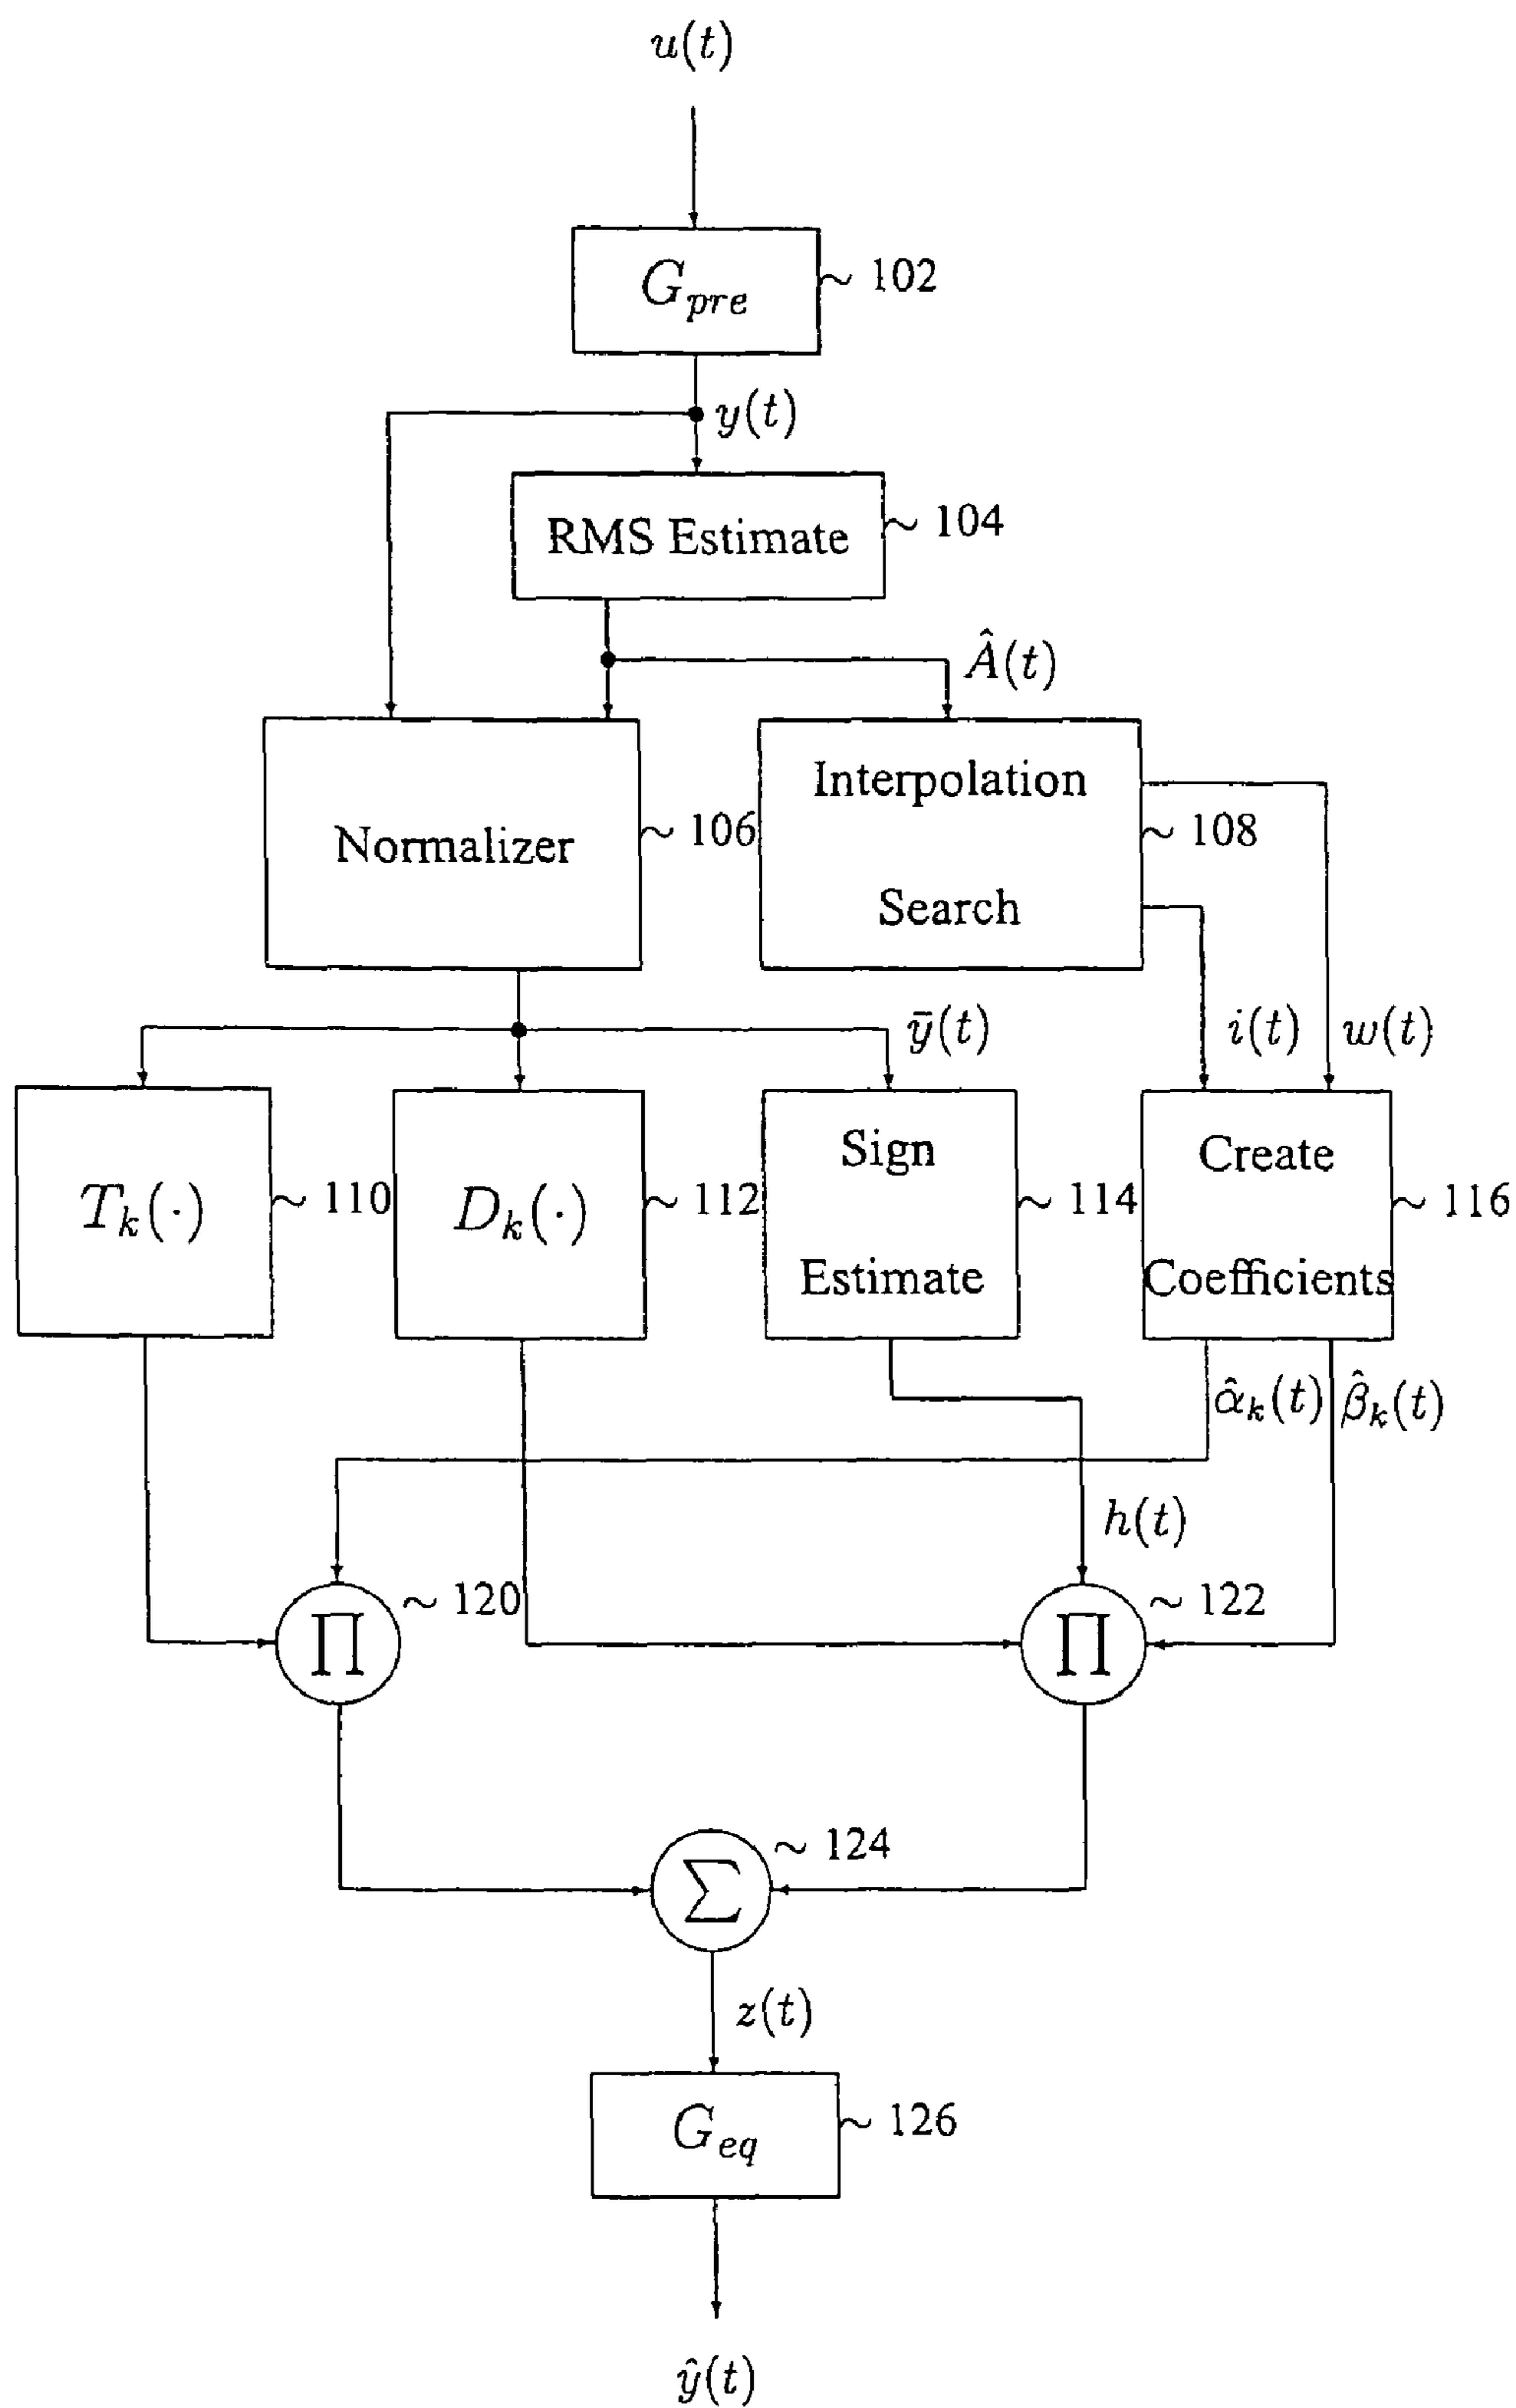 u(t)
G_pre
~ 102
y(t)
RMS Estimate
~ 104
Â(t)
Normalizer
~ 106
Interpolation
Search
~ 108
ȳ(t)
i(t)
w(t)
T_k(·)
~ 110
D_k(·)
~ 112
Sign
Estimate
~ 114
Create
Coefficients
~ 116
α̂_k(t)
β̂_k(t)
h(t)
∏
~ 120
∏
~ 122
∑
~ 124
z(t)
G_eq
~ 126
ŷ(t)